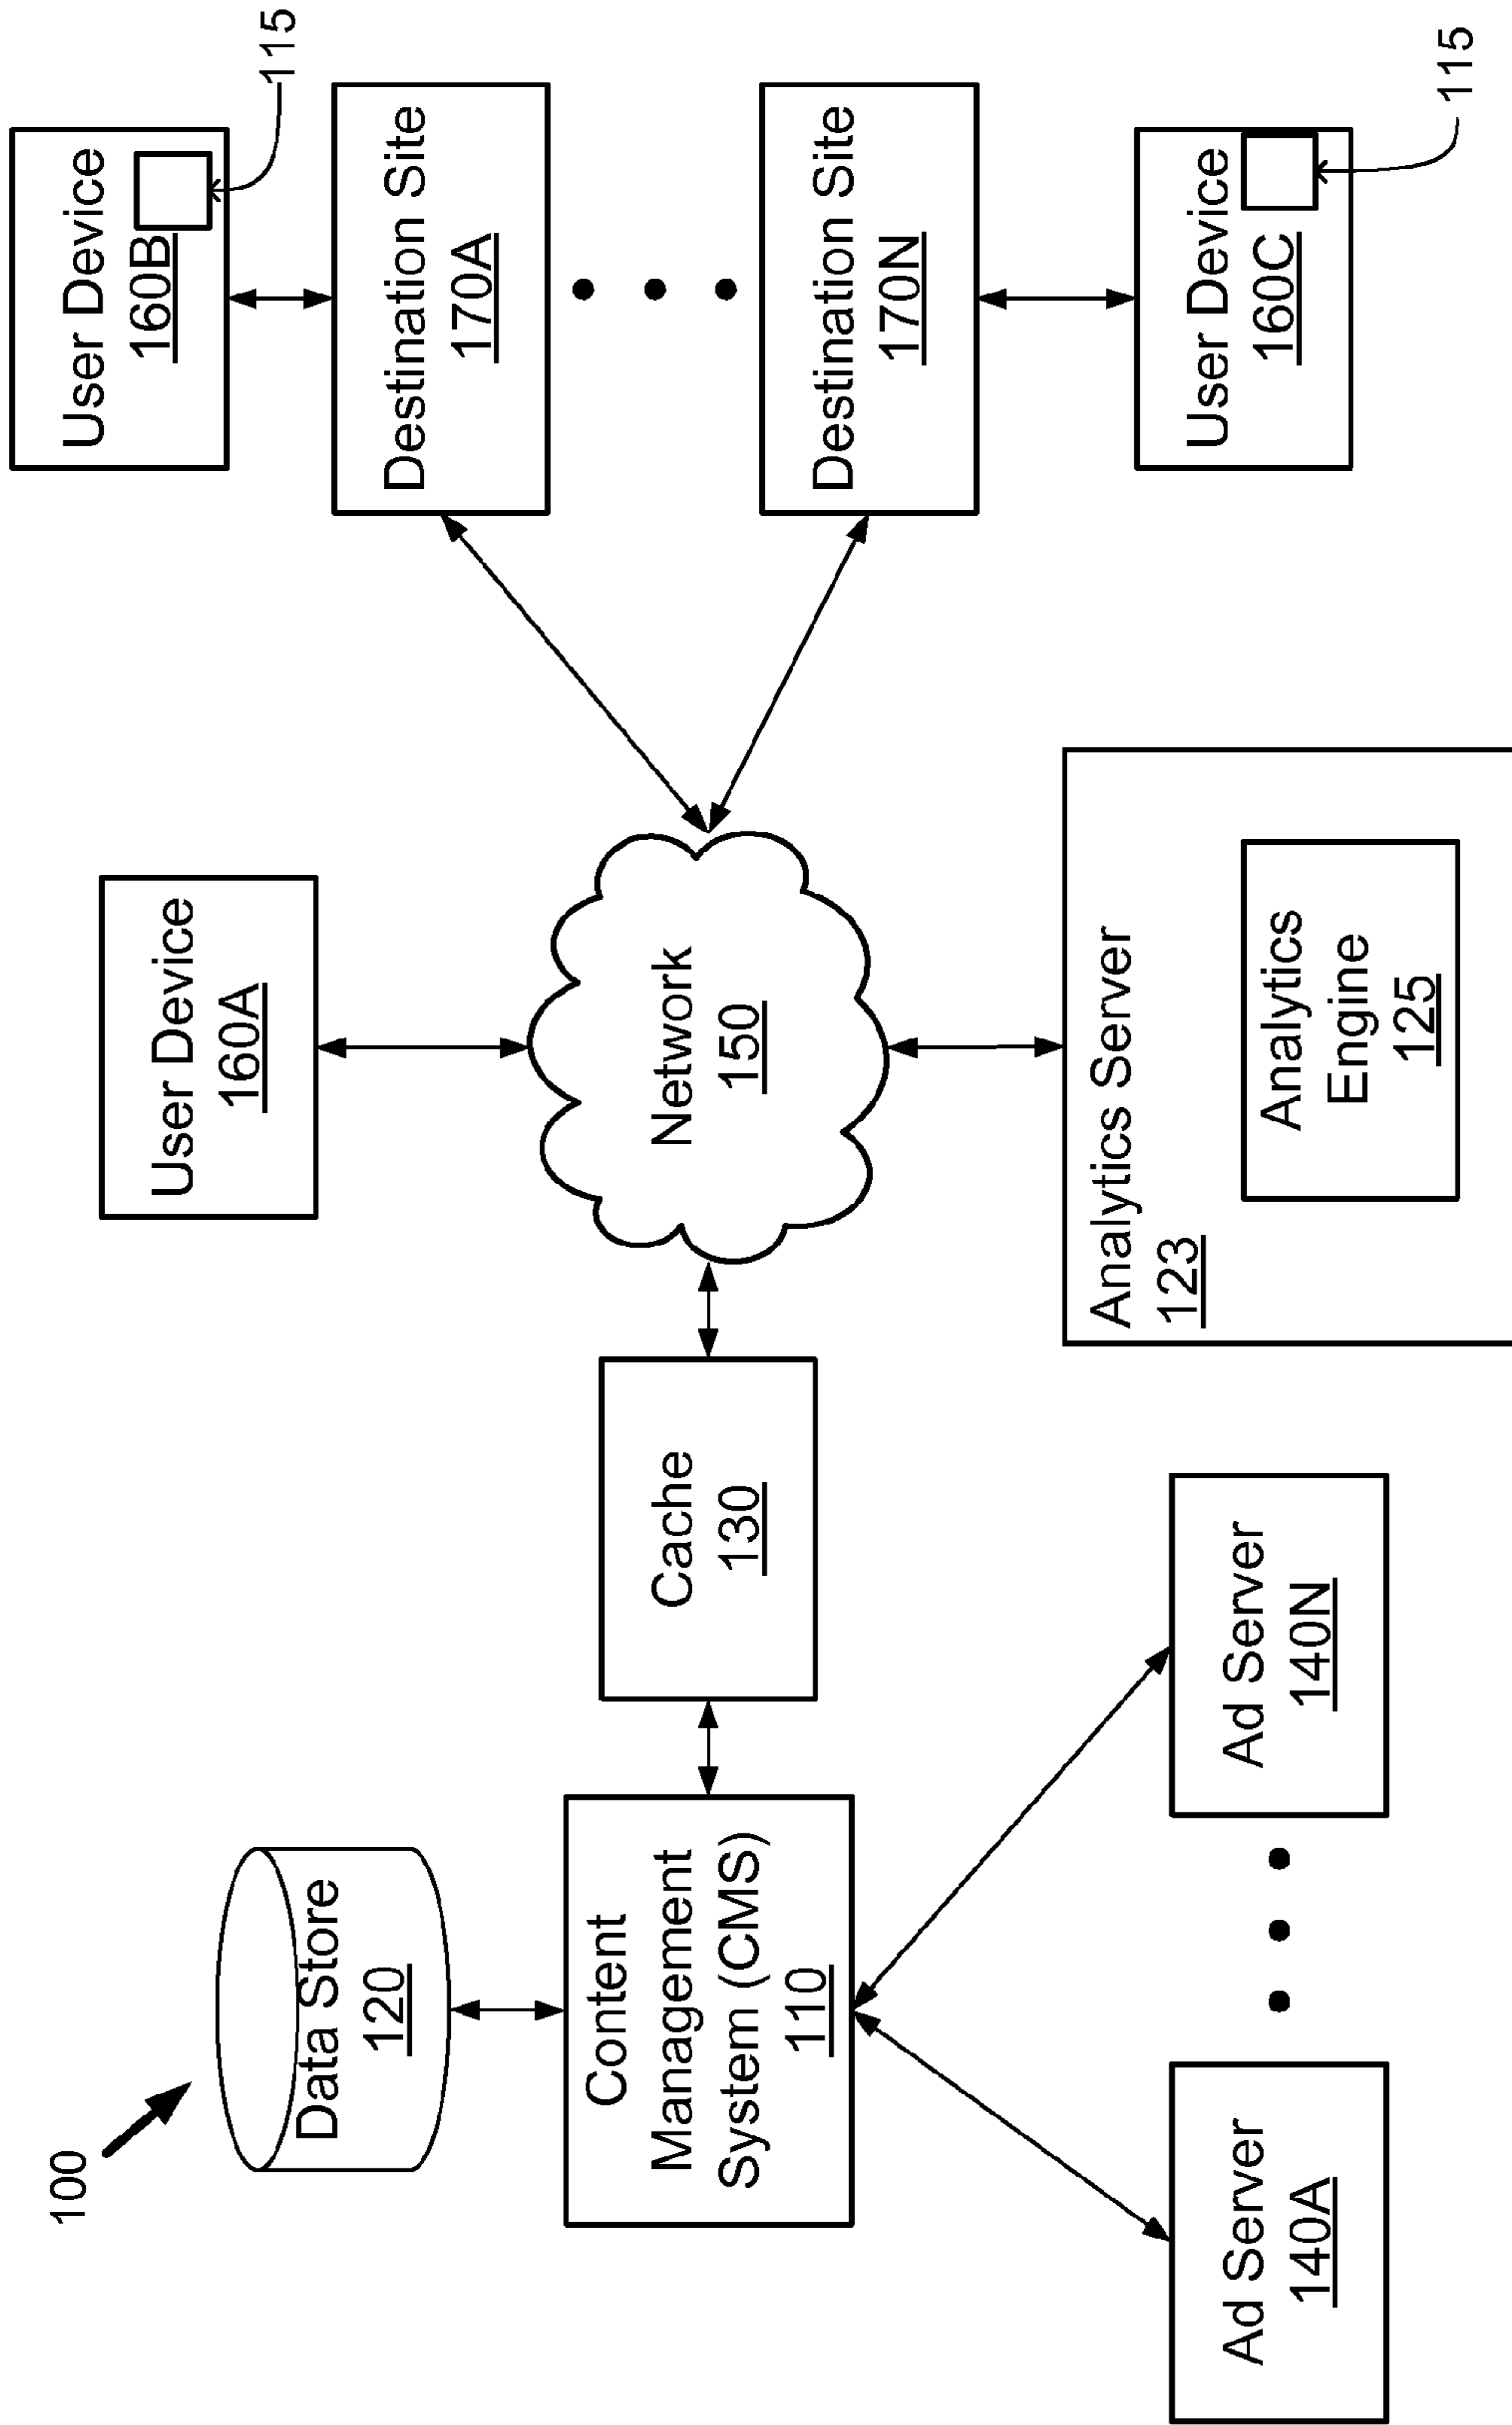 100
Data Store
120
Content
Management
System (CMS)
110
Ad Server
140A
Ad Server
140N
Cache
130
User Device
160A
Network
150
Analytics Server
123
Analytics
Engine
125
User Device
160B
115
Destination Site
170A
Destination Site
170N
User Device
160C
115